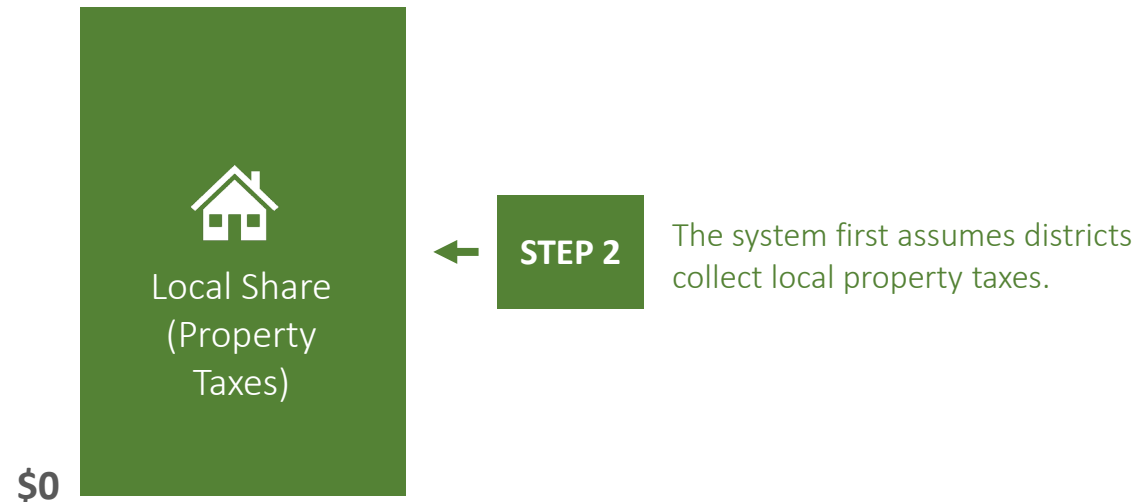 Local Share
(Property
Taxes)
STEP 2
The system first assumes districts
collect local property taxes.
$0